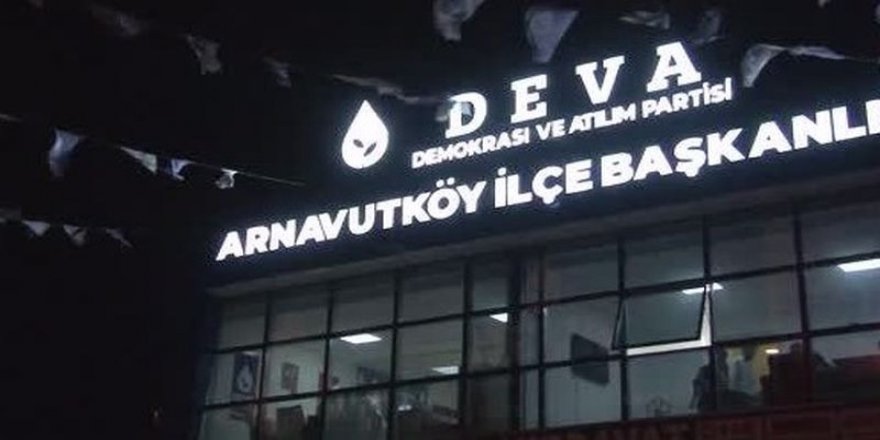 DEVA
DEMOKRASİ VE ATILIM PARTİSİ
ARNAVUTKÖY İLÇE BAŞKANLI